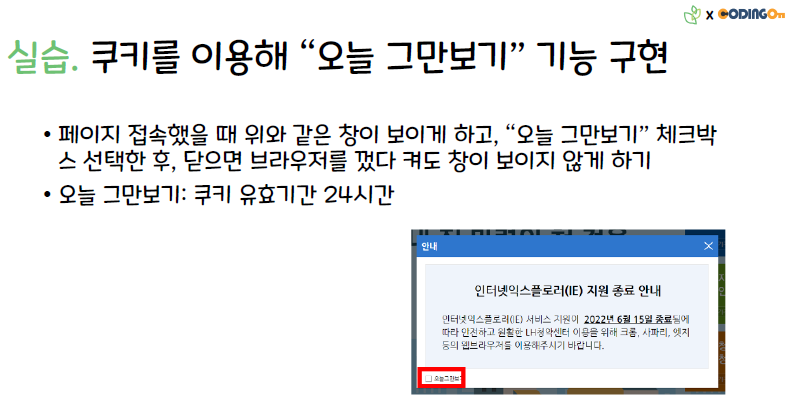 X CODINGOn
실습. 쿠키를 이용해 “오늘 그만보기” 기능 구현
• 페이지 접속했을 때 위와 같은 창이 보이게 하고, “오늘 그만보기” 체크박
스 선택한 후, 닫으면 브라우저를 껐다 켜도 창이 보이지 않게 하기
• 오늘 그만보기: 쿠키 유효기간 24시간
안내
인터넷익스플로러(IE) 지원 종료 안내
인터넷익스플로러(IE) 서비스 지원이 2022년 6월 15일 종료됨에
따라 안전하고 원활한 LH청약센터 이용을 위해 크롬, 사파리, 엣지
등의 웹브라우저를 이용해주시기 바랍니다.
오늘그만보기